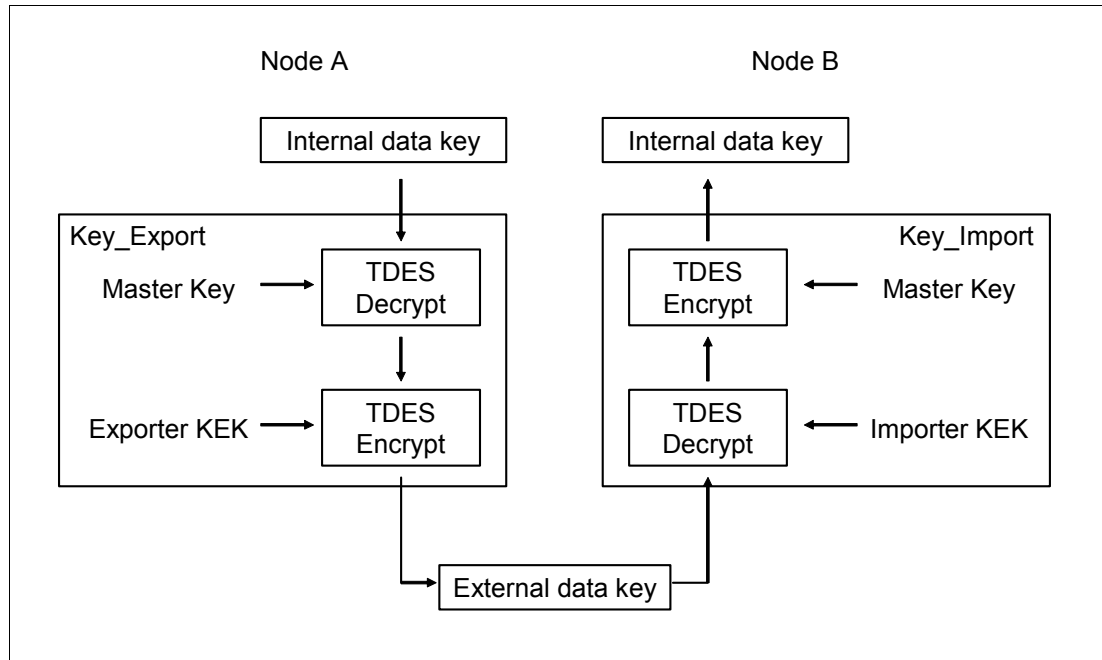 Node A
Node B
Internal data key
Internal data key
Key_Export
Key_Import
Master Key
TDES
Decrypt
TDES
Encrypt
Master Key
Exporter KEK
TDES
Encrypt
TDES
Decrypt
Importer KEK
External data key